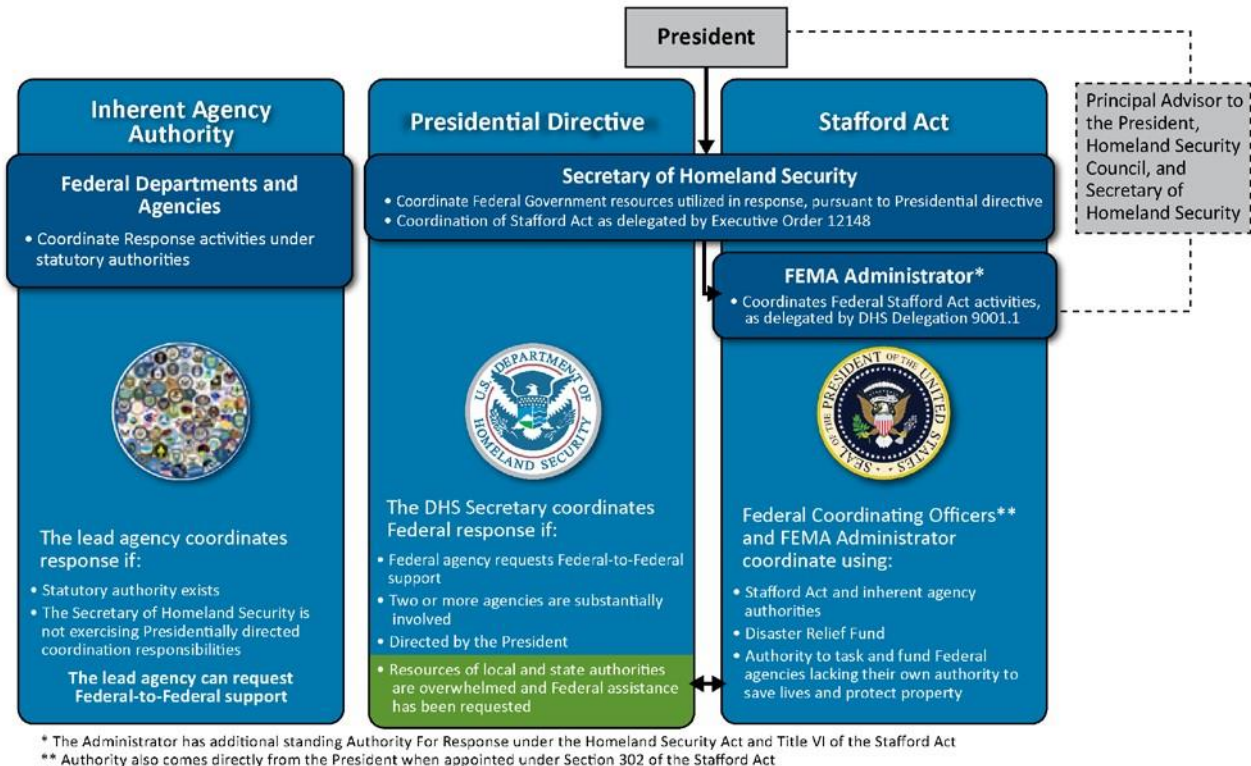 President
Inherent Agency
Authority
Federal Departments and
Agencies
• Coordinate Response activities under
statutory authorities
The lead agency coordinates
response if:
• Statutory authority exists
• The Secretary of Homeland Security is
not exercising Presidentially directed
coordination responsibilities
The lead agency can request
Federal-to-Federal support
Presidential Directive
Stafford Act
Secretary of Homeland Security
• Coordinate Federal Government resources utilized in response, pursuant to Presidential directive
• Coordination of Stafford Act as delegated by Executive Order 12148
U.S. DEPARTMENT OF
HOMELAND SECURITY
The DHS Secretary coordinates
Federal response if:
• Federal agency requests Federal-to-Federal
support
• Two or more agencies are substantially
involved
• Directed by the President
• Resources of local and state authorities
are overwhelmed and Federal assistance
has been requested
FEMA Administrator*
• Coordinates Federal Stafford Act activities,
as delegated by DHS Delegation 9001.1
SEAL OF THE PRESIDENT OF THE UNITED STATES
Federal Coordinating Officers**
and FEMA Administrator
coordinate using:
• Stafford Act and inherent agency
authorities
• Disaster Relief Fund
• Authority to task and fund Federal
agencies lacking their own authority to
save lives and protect property
Principal Advisor to
the President,
Homeland Security
Council, and
Secretary of
Homeland Security
* The Administrator has additional standing Authority For Response under the Homeland Security Act and Title VI of the Stafford Act
** Authority also comes directly from the President when appointed under Section 302 of the Stafford Act